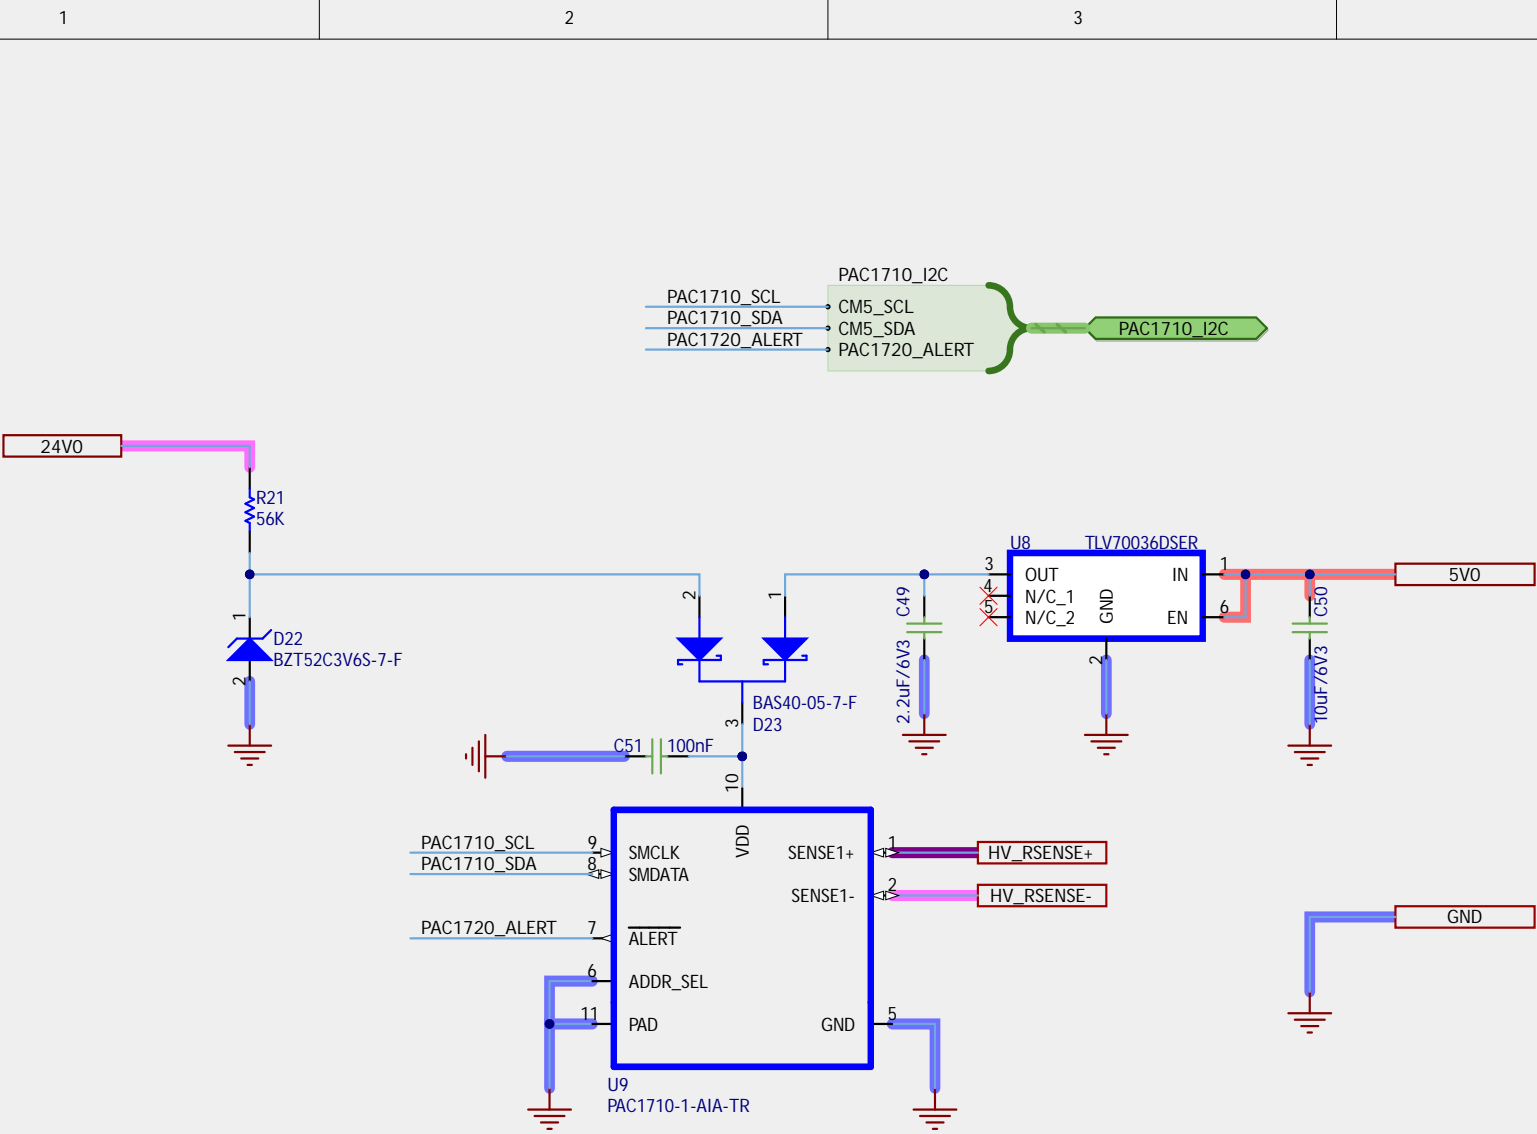 1 2 3
PAC1710_I2C
PAC1710_SCL CM5_SCL
PAC1710_SDA CM5_SDA PAC1710_I2C
PAC1720_ALERT PAC1720_ALERT
24V0
R21
56K
U8 TLV70036DSER
3 OUT IN 1 5V0
4 N/C_1
5 N/C_2 GND EN 6
2
C49
2.2uF/6V3
C50
10uF/6V3
1
D22
BZT52C3V6S-7-F
2
2 1
BAS40-05-7-F
3 D23
C51 100nF
10
VDD
PAC1710_SCL 9 SMCLK SENSE1+ 1 HV_RSENSE+
PAC1710_SDA 8 SMDATA
SENSE1- 2 HV_RSENSE-
GND
PAC1720_ALERT 7 ALERT
6 ADDR_SEL
11 PAD GND 5
U9
PAC1710-1-AIA-TR